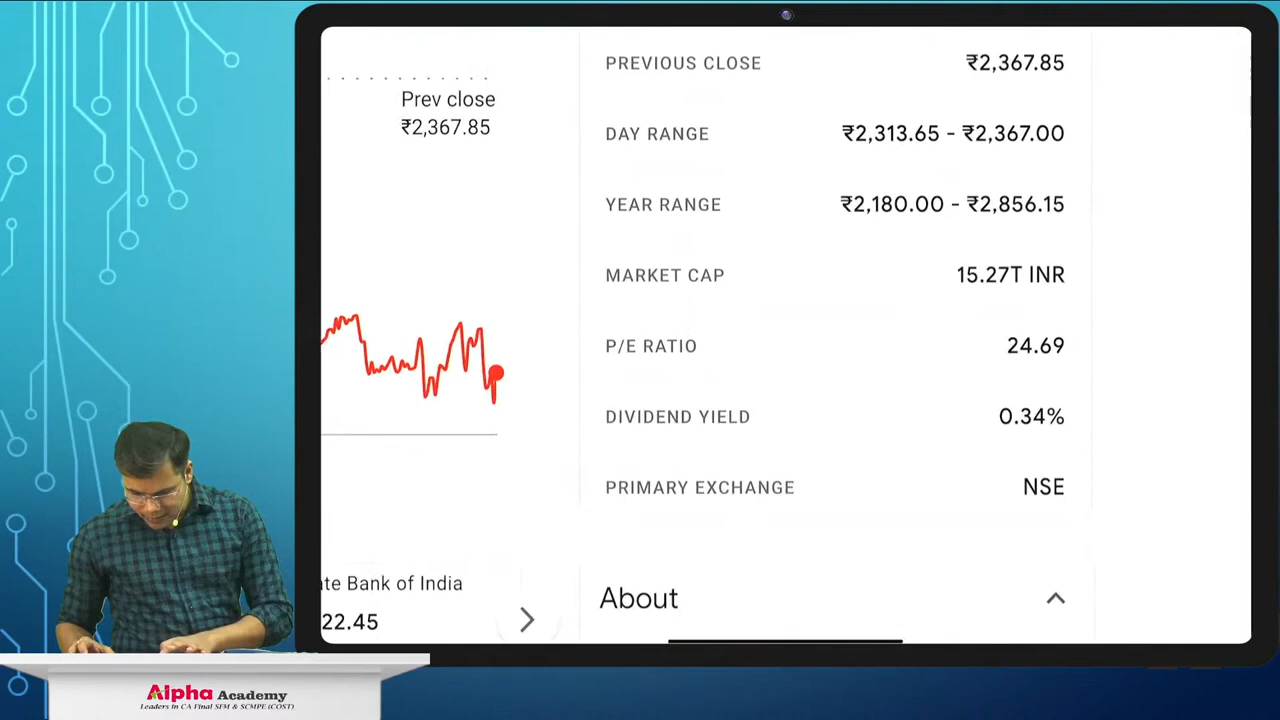 Prev close
₹2,367.85
PREVIOUS CLOSE ₹2,367.85
DAY RANGE ₹2,313.65 - ₹2,367.00
YEAR RANGE ₹2,180.00 - ₹2,856.15
MARKET CAP 15.27T INR
P/E RATIO 24.69
DIVIDEND YIELD 0.34%
PRIMARY EXCHANGE NSE
te Bank of India
22.45
About
Alpha Academy
Leaders in CA Final SFM & SCMPE (COST)